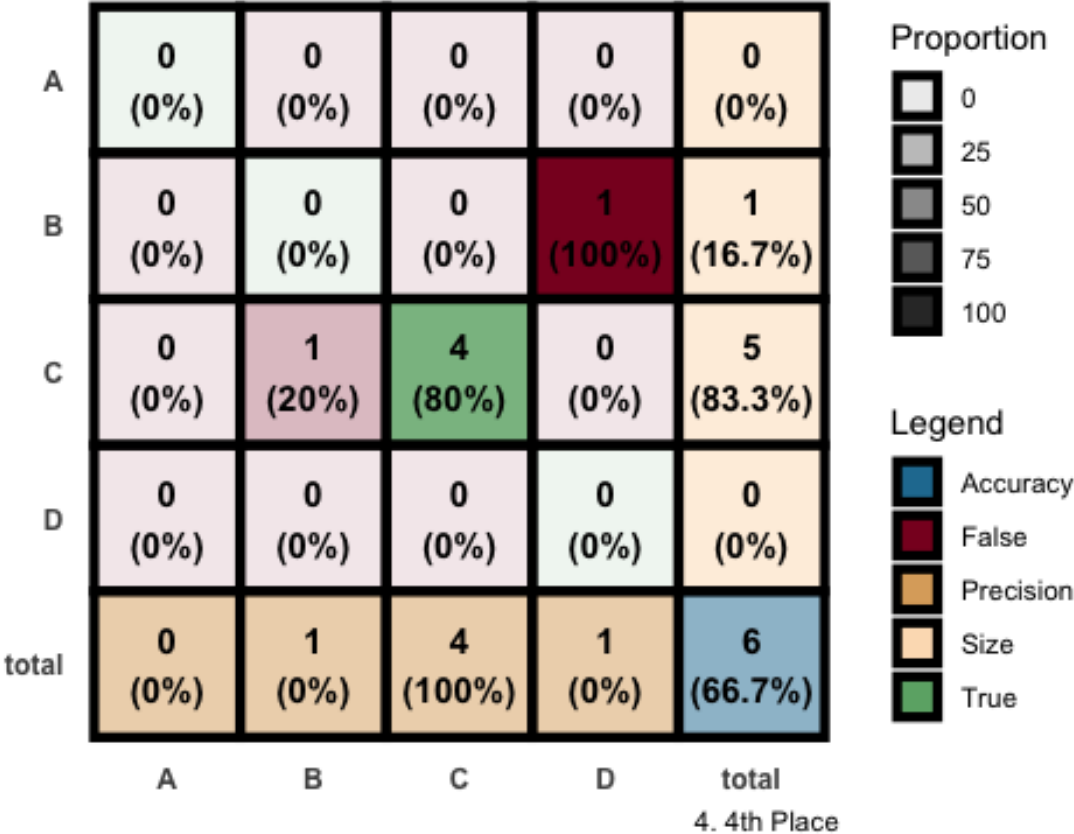 A 0 0 0 0 0
(0%) (0%) (0%) (0%) (0%)
B 0 0 0 1 1
(0%) (0%) (0%) (100%) (16.7%)
C 0 1 4 0 5
(0%) (20%) (80%) (0%) (83.3%)
D 0 0 0 0 0
(0%) (0%) (0%) (0%) (0%)
total 0 1 4 1 6
(0%) (0%) (100%) (0%) (66.7%)
A B C D total
4. 4th Place
Proportion
0
25
50
75
100
Legend
Accuracy
False
Precision
Size
True